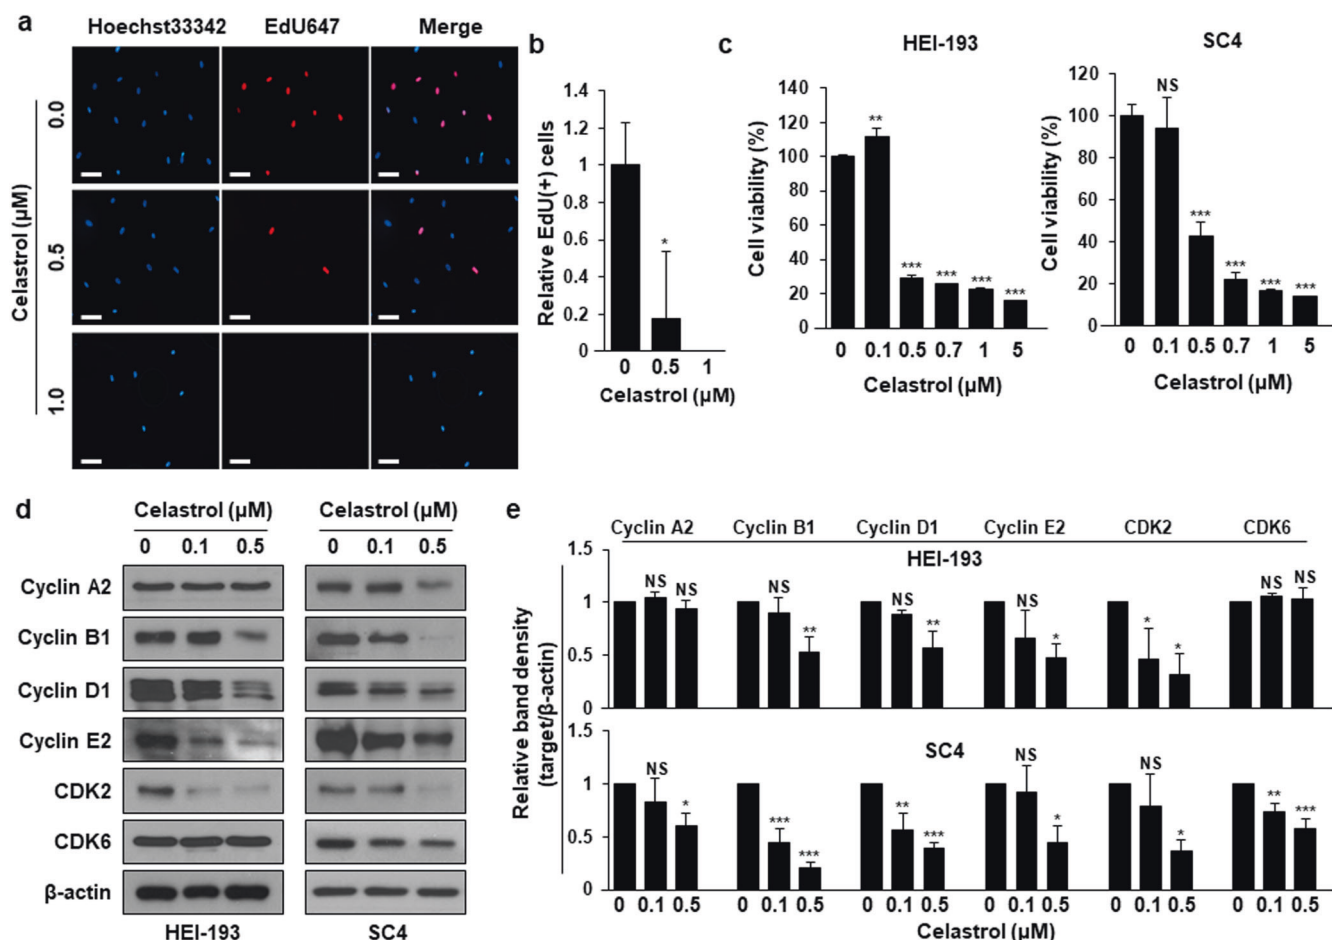 a
Hoechst33342 EdU647 Merge
Celastrol (µM)
0.0
0.5
1.0
b
Relative EdU(+) cells
1.4
1.2
1
0.8
0.6
0.4
0.2
0
*
0 0.5 1
Celastrol (µM)
c
HEI-193
Cell viability (%)
140
120
100
80
60
40
20
0
** *** *** *** ***
0 0.1 0.5 0.7 1 5
Celastrol (µM)
SC4
Cell viability (%)
120
100
80
60
40
20
0
NS *** *** *** ***
0 0.1 0.5 0.7 1 5
Celastrol (µM)
d
Celastrol (µM) Celastrol (µM)
0 0.1 0.5 0 0.1 0.5
Cyclin A2
Cyclin B1
Cyclin D1
Cyclin E2
CDK2
CDK6
β-actin
HEI-193 SC4
e
Cyclin A2 Cyclin B1 Cyclin D1 Cyclin E2 CDK2 CDK6
HEI-193
Relative band density
(target/β-actin)
1.5
1
0.5
0
NS NS NS ** NS ** NS * * * NS NS
SC4
1.5
1
0.5
0
NS * *** *** ** *** NS * NS * ** ***
0 0.1 0.5 0 0.1 0.5 0 0.1 0.5 0 0.1 0.5 0 0.1 0.5 0 0.1 0.5
Celastrol (µM)